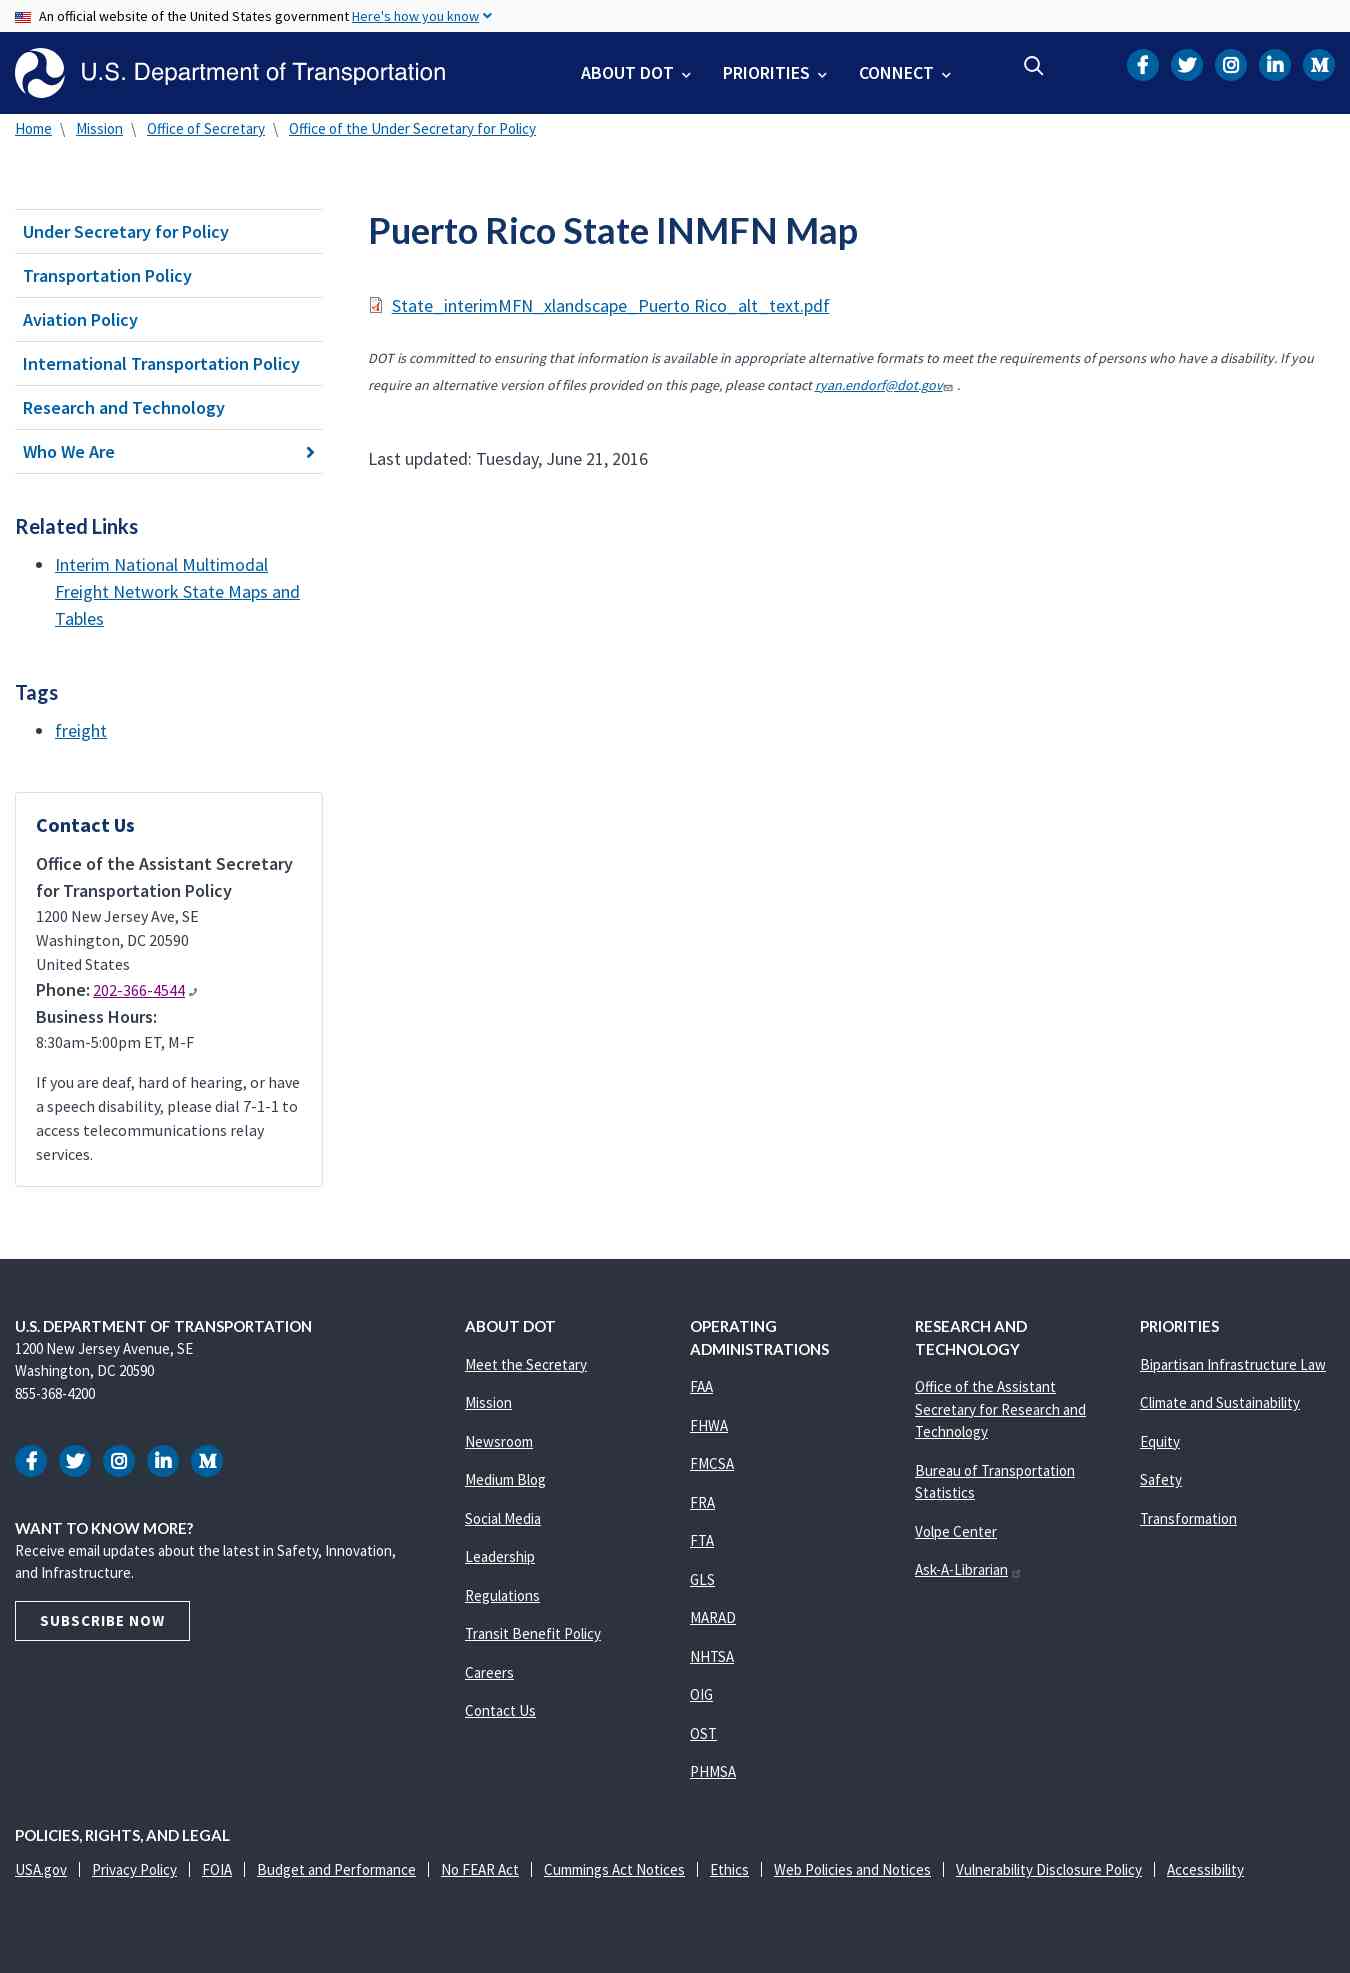 An official website of the United States government Here's how you know
U.S. Department of Transportation
ABOUT DOT
PRIORITIES
CONNECT
Home \ Mission \ Office of Secretary \ Office of the Under Secretary for Policy
Under Secretary for Policy
Transportation Policy
Aviation Policy
International Transportation Policy
Research and Technology
Who We Are
Related Links
Interim National Multimodal
Freight Network State Maps and
Tables
Tags
freight
Contact Us
Office of the Assistant Secretary
for Transportation Policy
1200 New Jersey Ave, SE
Washington, DC 20590
United States
Phone: 202-366-4544
Business Hours:
8:30am-5:00pm ET, M-F
If you are deaf, hard of hearing, or have
a speech disability, please dial 7-1-1 to
access telecommunications relay
services.
Puerto Rico State INMFN Map
State_interimMFN_xlandscape_Puerto Rico_alt_text.pdf
DOT is committed to ensuring that information is available in appropriate alternative formats to meet the requirements of persons who have a disability. If you
require an alternative version of files provided on this page, please contact ryan.endorf@dot.gov .
Last updated: Tuesday, June 21, 2016
U.S. DEPARTMENT OF TRANSPORTATION
1200 New Jersey Avenue, SE
Washington, DC 20590
855-368-4200
WANT TO KNOW MORE?
Receive email updates about the latest in Safety, Innovation,
and Infrastructure.
SUBSCRIBE NOW
ABOUT DOT
Meet the Secretary
Mission
Newsroom
Medium Blog
Social Media
Leadership
Regulations
Transit Benefit Policy
Careers
Contact Us
OPERATING
ADMINISTRATIONS
FAA
FHWA
FMCSA
FRA
FTA
GLS
MARAD
NHTSA
OIG
OST
PHMSA
RESEARCH AND
TECHNOLOGY
Office of the Assistant
Secretary for Research and
Technology
Bureau of Transportation
Statistics
Volpe Center
Ask-A-Librarian
PRIORITIES
Bipartisan Infrastructure Law
Climate and Sustainability
Equity
Safety
Transformation
POLICIES, RIGHTS, AND LEGAL
USA.gov | Privacy Policy | FOIA | Budget and Performance | No FEAR Act | Cummings Act Notices | Ethics | Web Policies and Notices | Vulnerability Disclosure Policy | Accessibility